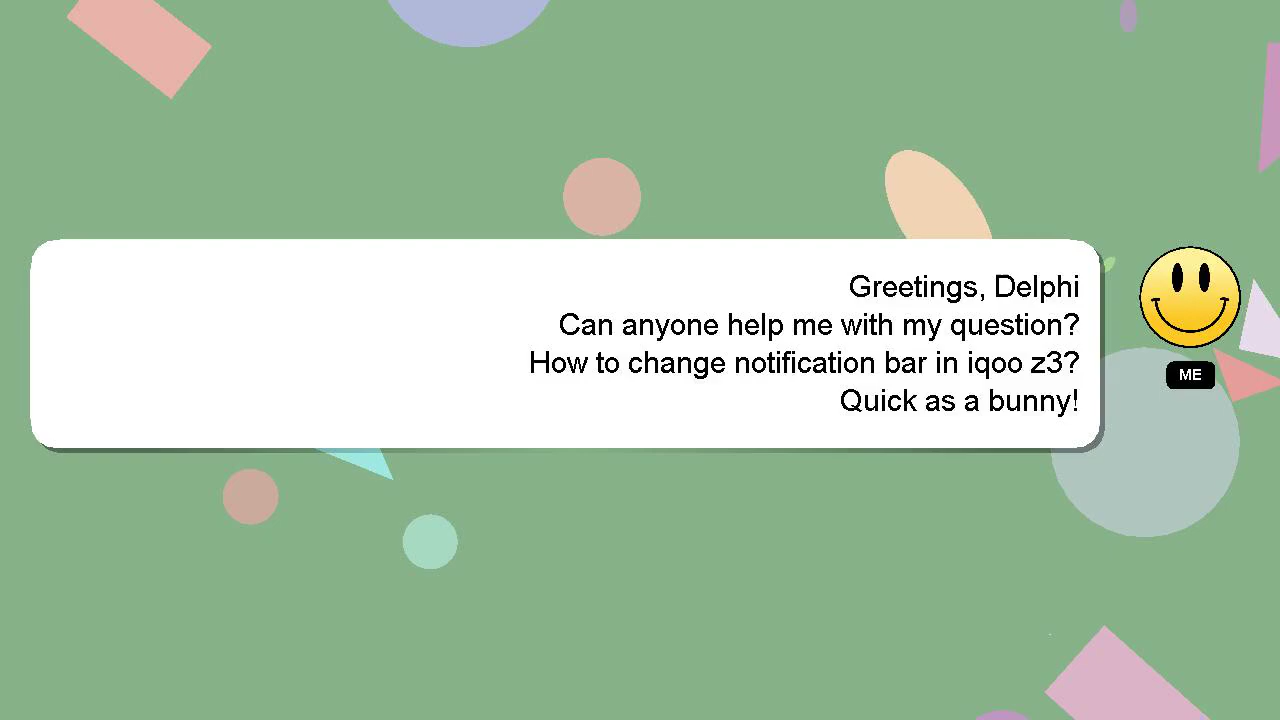 Greetings, Delphi
Can anyone help me with my question?
How to change notification bar in iqoo z3?
Quick as a bunny!
ME